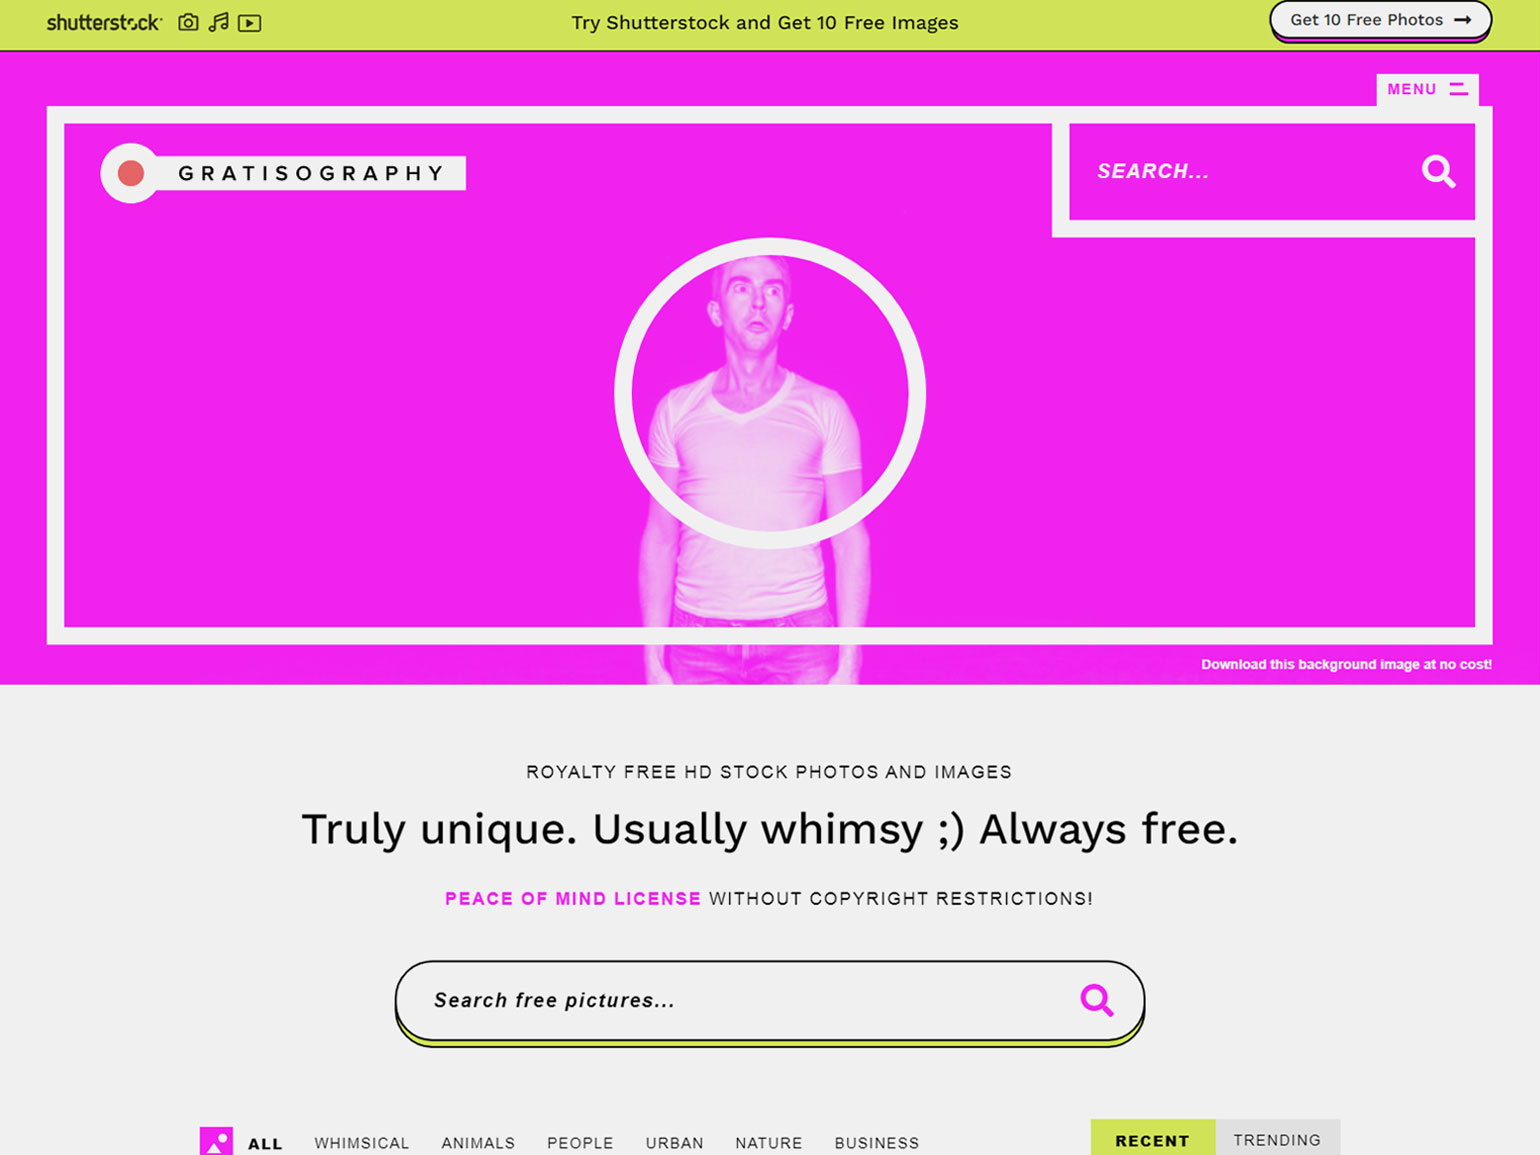 shutterstock
Try Shutterstock and Get 10 Free Images
Get 10 Free Photos
MENU
GRATISOGRAPHY
SEARCH...
Download this background image at no cost!
ROYALTY FREE HD STOCK PHOTOS AND IMAGES
Truly unique. Usually whimsy ;) Always free.
PEACE OF MIND LICENSE WITHOUT COPYRIGHT RESTRICTIONS!
Search free pictures...
ALL WHIMSICAL ANIMALS PEOPLE URBAN NATURE BUSINESS RECENT TRENDING